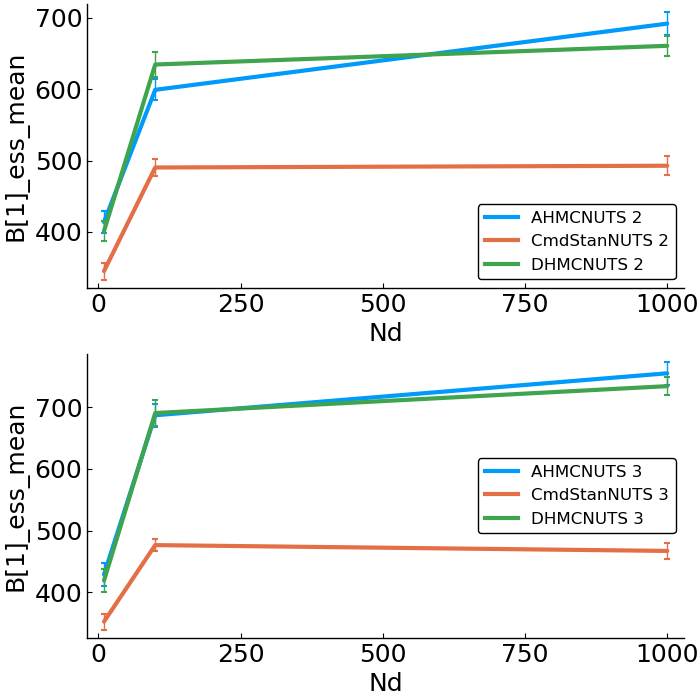 700
600
500
400
B[1]_ess_mean
AHMCNUTS 2
CmdStanNUTS 2
DHMCNUTS 2
0 250 500 750 1000
Nd
700
600
500
400
B[1]_ess_mean
AHMCNUTS 3
CmdStanNUTS 3
DHMCNUTS 3
0 250 500 750 1000
Nd